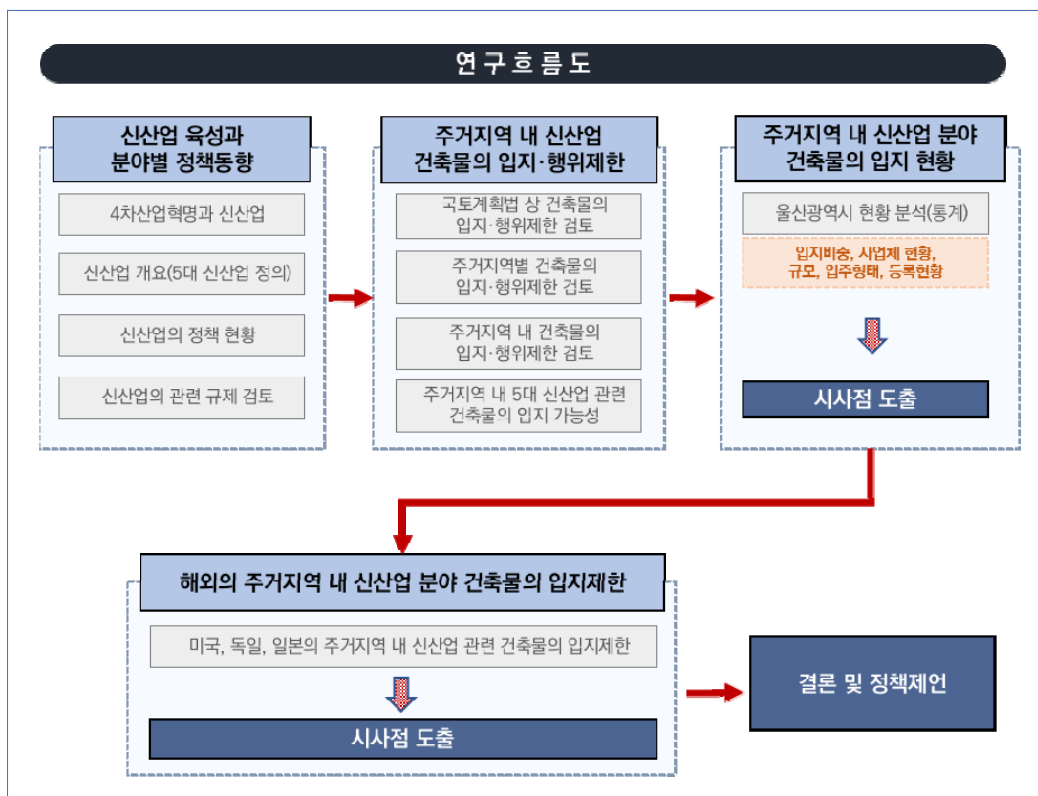 연구흐름도
신산업 육성과
분야별 정책동향
4차산업혁명과 신산업
신산업 개요(5대 신산업 정의)
신산업의 정책 현황
신산업의 관련 규제 검토
주거지역 내 신산업
건축물의 입지·행위제한
국토계획법 상 건축물의
입지·행위제한 검토
주거지역별 건축물의
입지·행위제한 검토
주거지역 내 건축물의
입지·행위제한 검토
주거지역 내 5대 신산업 관련
건축물의 입지 가능성
주거지역 내 신산업 분야
건축물의 입지 현황
울산광역시 현황 분석(통계)
입지비중, 사업체 현황,
규모, 입주형태, 등록현황
시사점 도출
해외의 주거지역 내 신산업 분야 건축물의 입지제한
미국, 독일, 일본의 주거지역 내 신산업 관련 건축물의 입지제한
시사점 도출
결론 및 정책제언